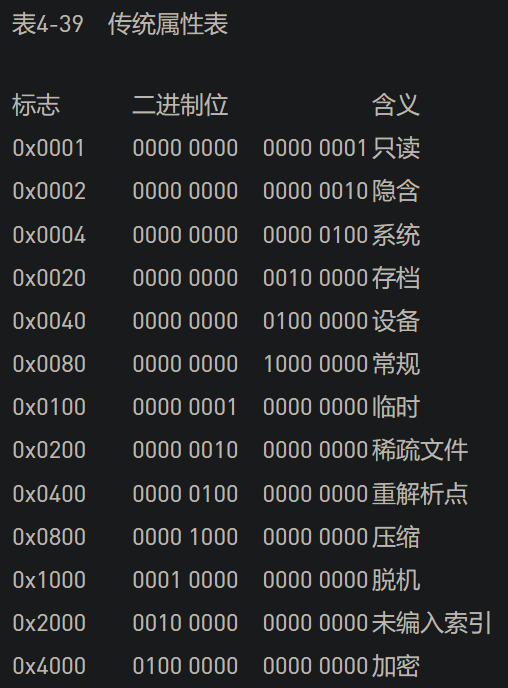 表4-39 传统属性表
标志 二进制位 含义
0x0001 0000 0000 0000 0001 只读
0x0002 0000 0000 0000 0010 隐含
0x0004 0000 0000 0000 0100 系统
0x0020 0000 0000 0010 0000 存档
0x0040 0000 0000 0100 0000 设备
0x0080 0000 0000 1000 0000 常规
0x0100 0000 0001 0000 0000 临时
0x0200 0000 0010 0000 0000 稀疏文件
0x0400 0000 0100 0000 0000 重解析点
0x0800 0000 1000 0000 0000 压缩
0x1000 0001 0000 0000 0000 脱机
0x2000 0010 0000 0000 0000 未编入索引
0x4000 0100 0000 0000 0000 加密